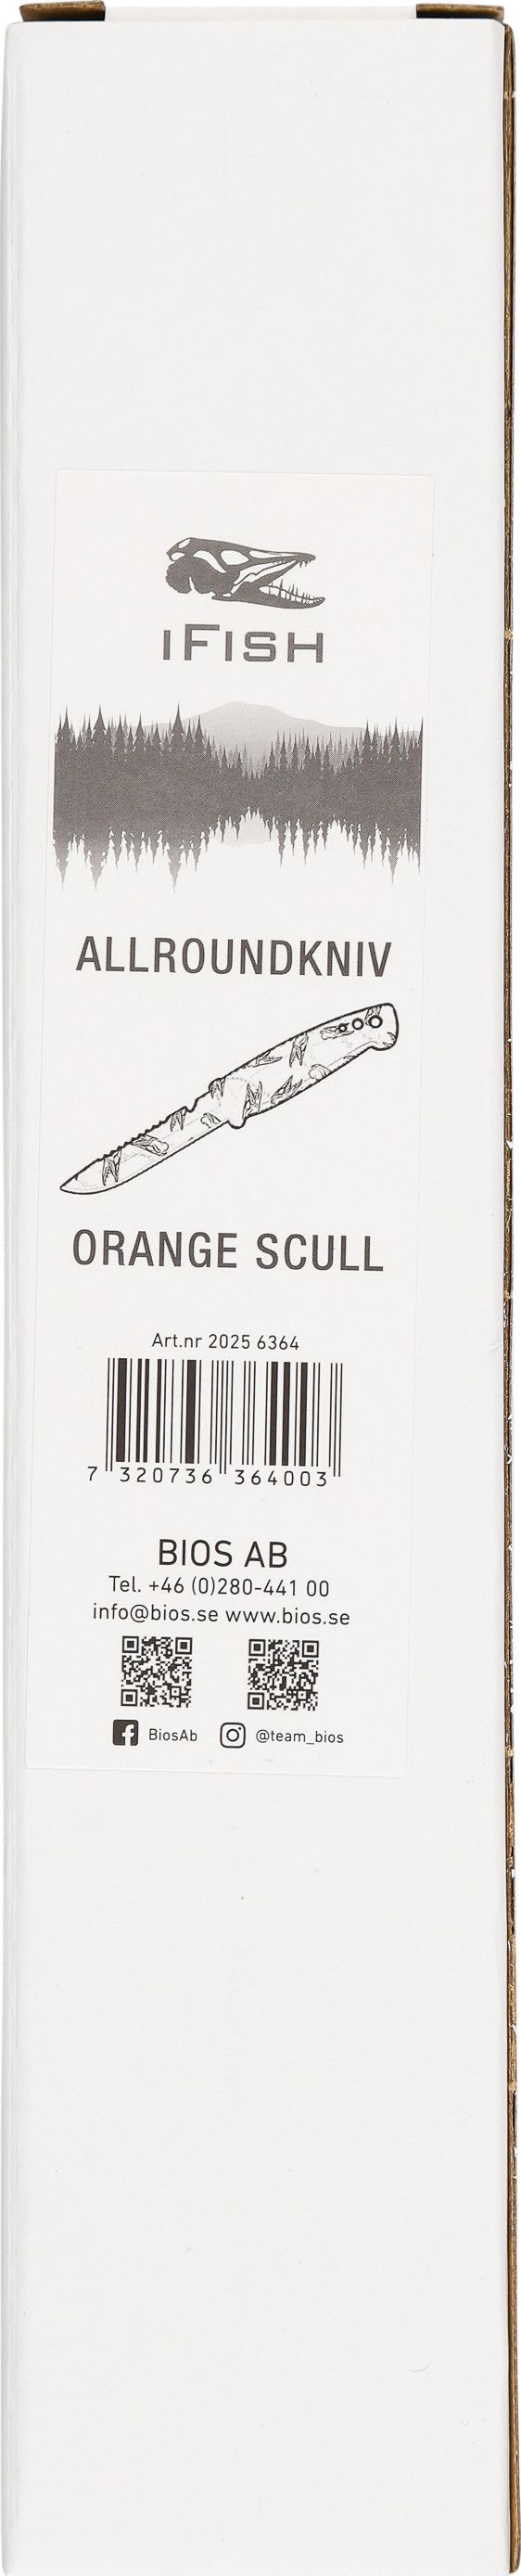 iFISH
ALLROUNDKNIV
ORANGE SCULL
Art.nr 2025 6364
7 320736 364003
BIOS AB
Tel. +46 (0)280-441 00
info@bios.se www.bios.se
BiosAb @team_bios